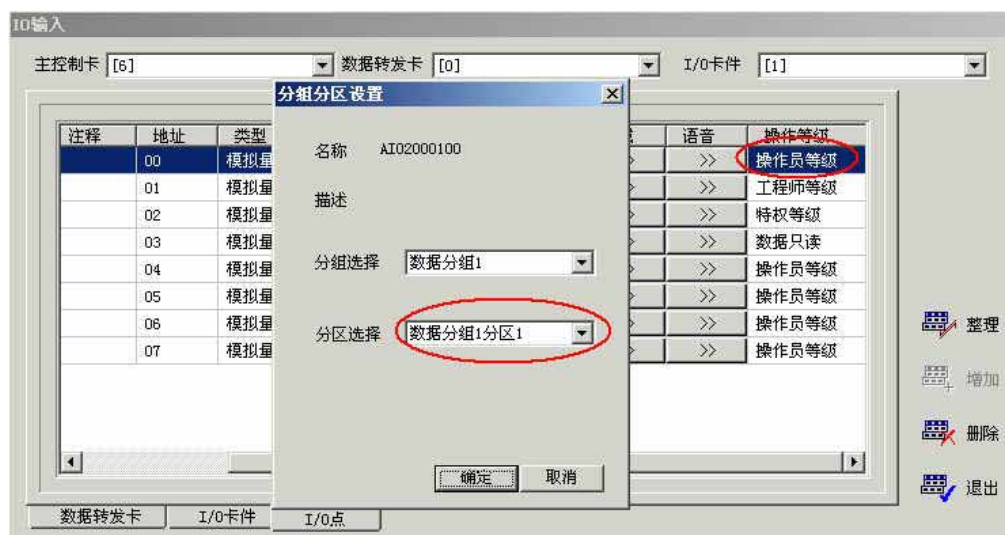 IO输入
主控制卡 [6] 数据转发卡 [0] I/O卡件 [1]
分组分区设置
注释 地址 类型 语音 操作等级
00 模拟量 >> 操作员等级
01 模拟量 >> 工程师等级
02 模拟量 >> 特权等级
03 模拟量 >> 数据只读
04 模拟量 >> 操作员等级
05 模拟量 >> 操作员等级
06 模拟量 >> 操作员等级
07 模拟量 >> 操作员等级
名称 AI02000100
描述
分组选择 数据分组1
分区选择 数据分组1分区1
确定 取消
整理
增加
删除
退出
数据转发卡 I/O卡件 I/O点